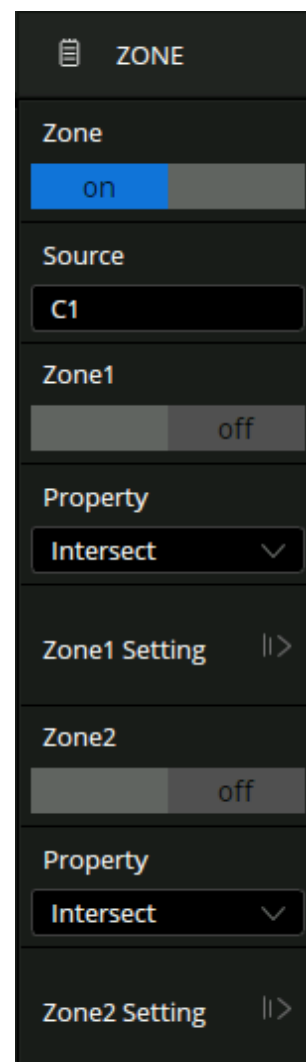 ZONE
Zone
on
Source
C1
Zone1
off
Property
Intersect
Zone1 Setting
Zone2
off
Property
Intersect
Zone2 Setting